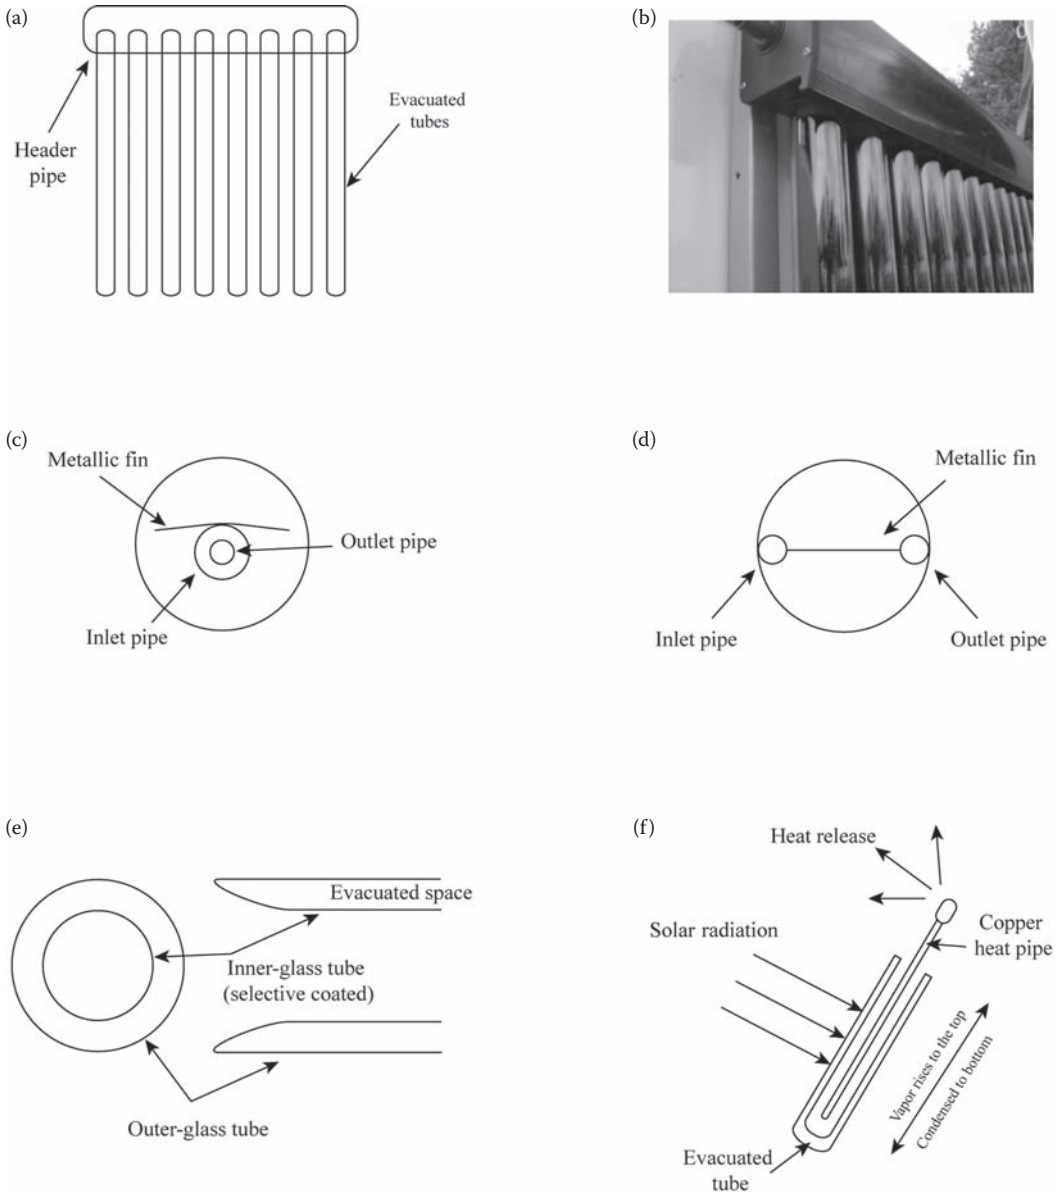 (a)
Header
pipe
Evacuated
tubes
(b)
(c)
Metallic fin
Outlet pipe
Inlet pipe
(d)
Metallic fin
Inlet pipe
Outlet pipe
(e)
Evacuated space
Inner-glass tube
(selective coated)
Outer-glass tube
(f)
Heat release
Solar radiation
Copper
heat pipe
Vapor rises to the top
Condensed to bottom
Evacuated
tube